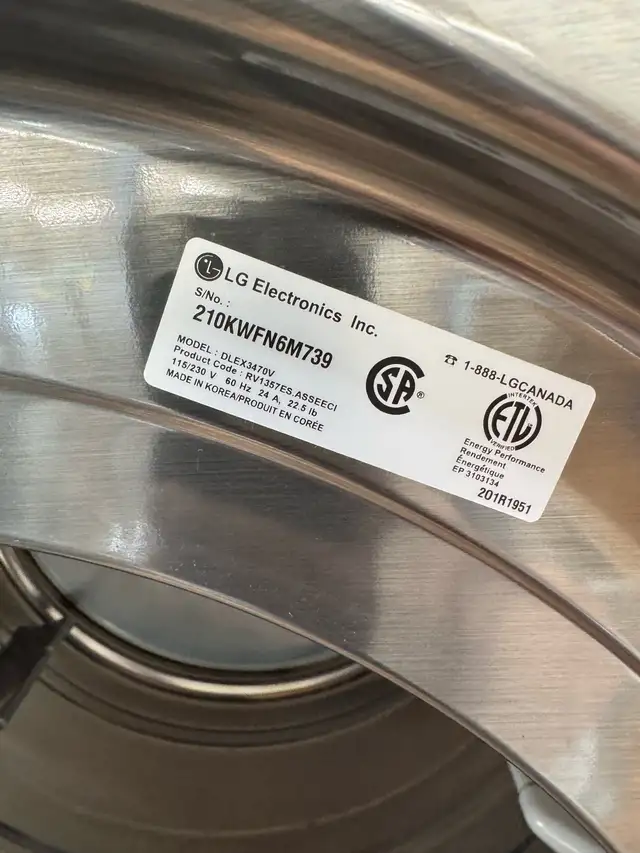 LG Electronics Inc.
S/No. :
210KWFN6M739
MODEL : DLEX3470V
Product Code : RV1357ES.ASSEECI
115/230 V 60 Hz 24 A, 22.5 lb
MADE IN KOREA/PRODUIT EN CORÉE
SA ®
☎ 1-888-LGCANADA
INTERTEK
ETL
VERIFIED
Energy Performance
Rendement
Énergétique
EP 3103134
201R1951